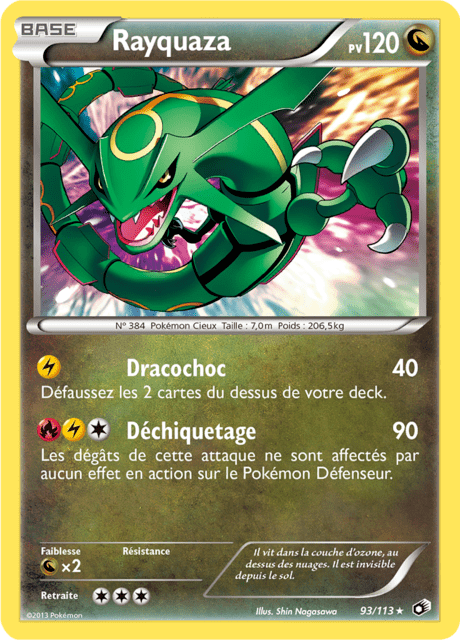 BASE
Rayquaza
PV120
N° 384 Pokémon Cieux Taille : 7,0m Poids : 206,5kg
Dracochoc 40
Défaussez les 2 cartes du dessus de votre deck.
Déchiquetage 90
Les dégâts de cette attaque ne sont affectés par
aucun effet en action sur le Pokémon Défenseur.
Faiblesse Résistance
×2
Il vit dans la couche d'ozone, au
dessus des nuages. Il est invisible
depuis le sol.
Retraite
©2013 Pokémon
Illus. Shin Nagasawa
93/113 ★